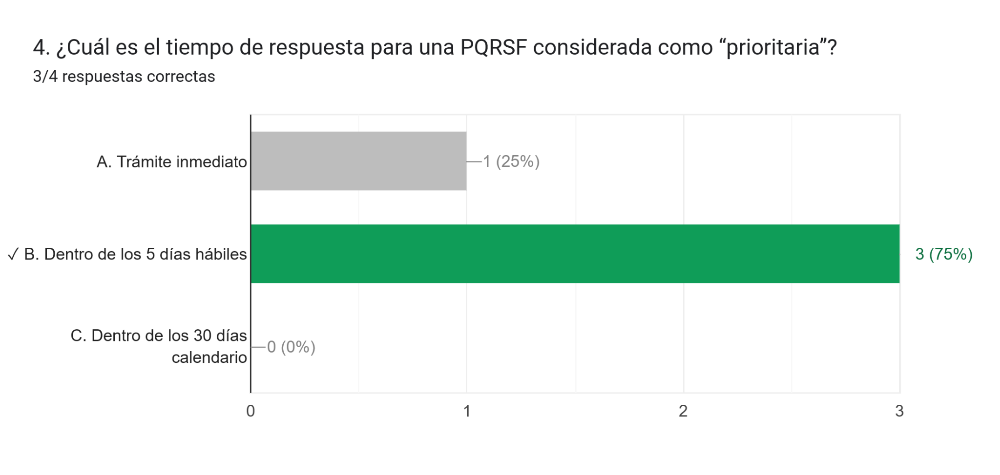 4. ¿Cuál es el tiempo de respuesta para una PQRSF considerada como “prioritaria”?
3/4 respuestas correctas
A. Trámite inmediato
1 (25%)
✓ B. Dentro de los 5 días hábiles
3 (75%)
C. Dentro de los 30 días
calendario
0 (0%)
0
1
2
3